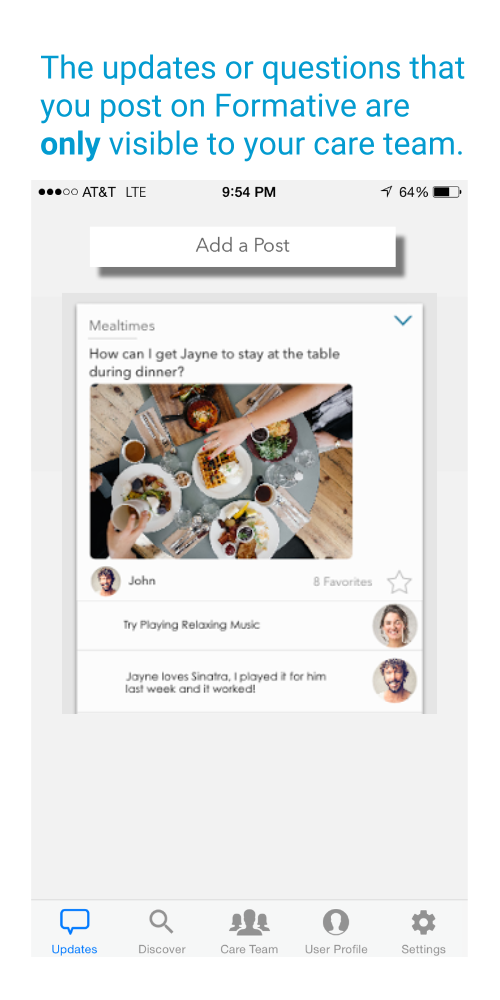 The updates or questions that
you post on Formative are
only visible to your care team.
AT&T LTE 9:54 PM 64%
Add a Post
Mealtimes
How can I get Jayne to stay at the table
during dinner?
John 8 Favorites
Try Playing Relaxing Music
Jayne loves Sinatra, I played it for him
last week and it worked!
Updates Discover Care Team User Profile Settings